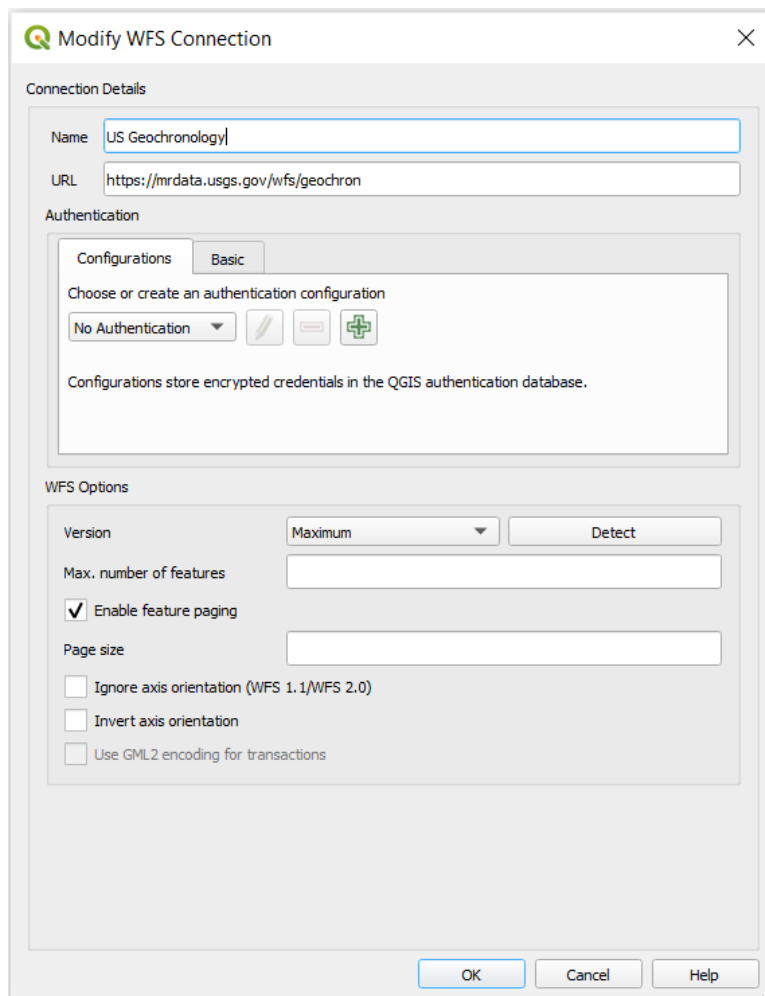 Modify WFS Connection
Connection Details
Name US Geochronology
URL https://mrdata.usgs.gov/wfs/geochron
Authentication
Configurations Basic
Choose or create an authentication configuration
No Authentication
Configurations store encrypted credentials in the QGIS authentication database.
WFS Options
Version Maximum Detect
Max. number of features
Enable feature paging
Page size
Ignore axis orientation (WFS 1.1/WFS 2.0)
Invert axis orientation
Use GML2 encoding for transactions
OK Cancel Help